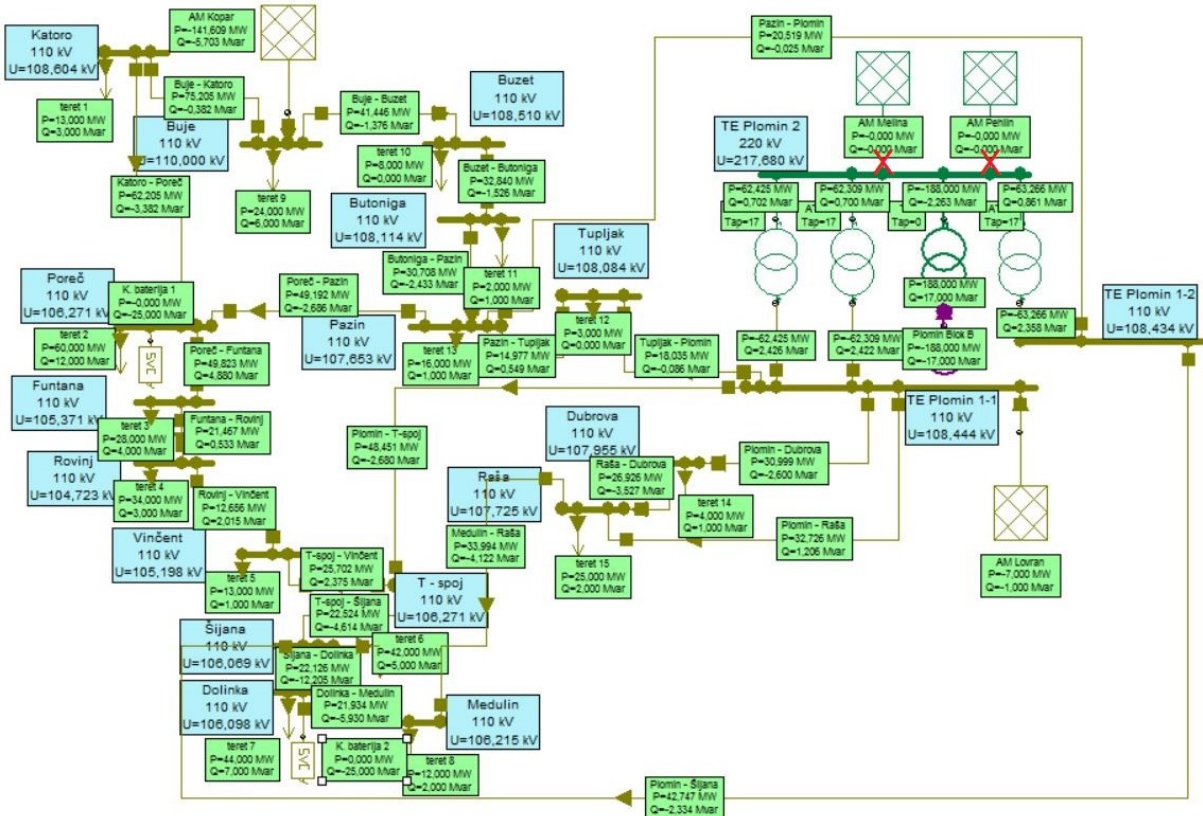 AM Kopar
P=-141,609 MW
Q=-5,703 Mvar
Katoro
110 kV
U=108,604 kV
Pazin - Plomin
P=20,519 MW
Q=-0,025 Mvar
teret 1
P=13,000 MW
Q=3,000 Mvar
Buje - Katoro
P=75,205 MW
Q=-0,382 Mvar
Buje - Buzet
P=41,446 MW
Q=-1,376 Mvar
Buzet
110 kV
U=108,510 kV
AM Melina
P=-0,000 MW
Q=-0,000 Mvar
AM Pehlin
P=-0,000 MW
Q=-0,000 Mvar
Buje
110 kV
U=110,000 kV
TE Plomin 2
220 kV
U=217,680 kV
teret 10
P=8,000 MW
Q=0,000 Mvar
Buzet - Butoniga
P=32,840 MW
Q=-1,526 Mvar
Katoro - Poreč
P=62,205 MW
Q=-3,382 Mvar
teret 9
P=24,000 MW
Q=6,000 Mvar
Butoniga
110 kV
U=108,114 kV
P=62,425 MW
Q=0,702 Mvar
P=62,309 MW
Q=0,700 Mvar
P=-188,000 MW
Q=-2,263 Mvar
P=63,266 MW
Q=0,861 Mvar
Tap=17
Tap=17
Tap=0
Tap=17
Tupljak
110 kV
U=108,084 kV
Butoniga - Pazin
P=30,708 MW
Q=-2,433 Mvar
teret 11
P=2,000 MW
Q=1,000 Mvar
Poreč
110 kV
U=106,271 kV
K. baterija 1
P=-0,000 MW
Q=-25,000 Mvar
Poreč - Pazin
P=49,192 MW
Q=-2,686 Mvar
P=188,000 MW
Q=17,000 Mvar
TE Plomin 1-2
110 kV
U=108,434 kV
teret 2
P=60,000 MW
Q=12,000 Mvar
SVC
Poreč - Funtana
P=49,823 MW
Q=4,880 Mvar
Pazin
110 kV
U=107,653 kV
teret 13
P=16,000 MW
Q=1,000 Mvar
Pazin - Tupljak
P=14,977 MW
Q=0,549 Mvar
teret 12
P=3,000 MW
Q=0,000 Mvar
Tupljak - Plomin
P=18,035 MW
Q=-0,086 Mvar
P=-62,425 MW
Q=2,426 Mvar
P=-62,309 MW
Q=2,422 Mvar
Plomin Blok B
P=-188,000 MW
Q=-17,000 Mvar
P=-63,266 MW
Q=2,358 Mvar
Funtana
110 kV
U=105,371 kV
TE Plomin 1-1
110 kV
U=108,444 kV
teret 3
P=28,000 MW
Q=4,000 Mvar
Funtana - Rovinj
P=21,467 MW
Q=0,533 Mvar
Plomin - T-spoj
P=48,451 MW
Q=-2,680 Mvar
Dubrova
110 kV
U=107,955 kV
Plomin - Dubrova
P=30,999 MW
Q=-2,600 Mvar
Rovinj
110 kV
U=104,723 kV
teret 4
P=34,000 MW
Q=3,000 Mvar
Raša
110 kV
U=107,725 kV
Raša - Dubrova
P=26,926 MW
Q=-3,527 Mvar
teret 14
P=4,000 MW
Q=1,000 Mvar
Rovinj - Vinčent
P=12,656 MW
Q=2,015 Mvar
Vinčent
110 kV
U=105,198 kV
Medulin - Raša
P=33,994 MW
Q=-4,122 Mvar
Plomin - Raša
P=32,726 MW
Q=1,206 Mvar
teret 15
P=25,000 MW
Q=2,000 Mvar
AM Lovran
P=-7,000 MW
Q=-1,000 Mvar
teret 5
P=13,000 MW
Q=1,000 Mvar
T-spoj - Vinčent
P=25,702 MW
Q=2,375 Mvar
T - spoj
110 kV
U=106,271 kV
T-spoj - Šijana
P=22,524 MW
Q=-4,614 Mvar
Šijana
110 kV
U=106,069 kV
teret 6
P=42,000 MW
Q=5,000 Mvar
Šijana - Dolinka
P=22,126 MW
Q=-12,205 Mvar
Dolinka
110 kV
U=106,098 kV
Dolinka - Medulin
P=21,934 MW
Q=-5,930 Mvar
Medulin
110 kV
U=106,215 kV
teret 7
P=44,000 MW
Q=7,000 Mvar
SVC
K. baterija 2
P=0,000 MW
Q=-25,000 Mvar
teret 8
P=12,000 MW
Q=2,000 Mvar
Plomin - Šijana
P=42,747 MW
Q=-2,334 Mvar